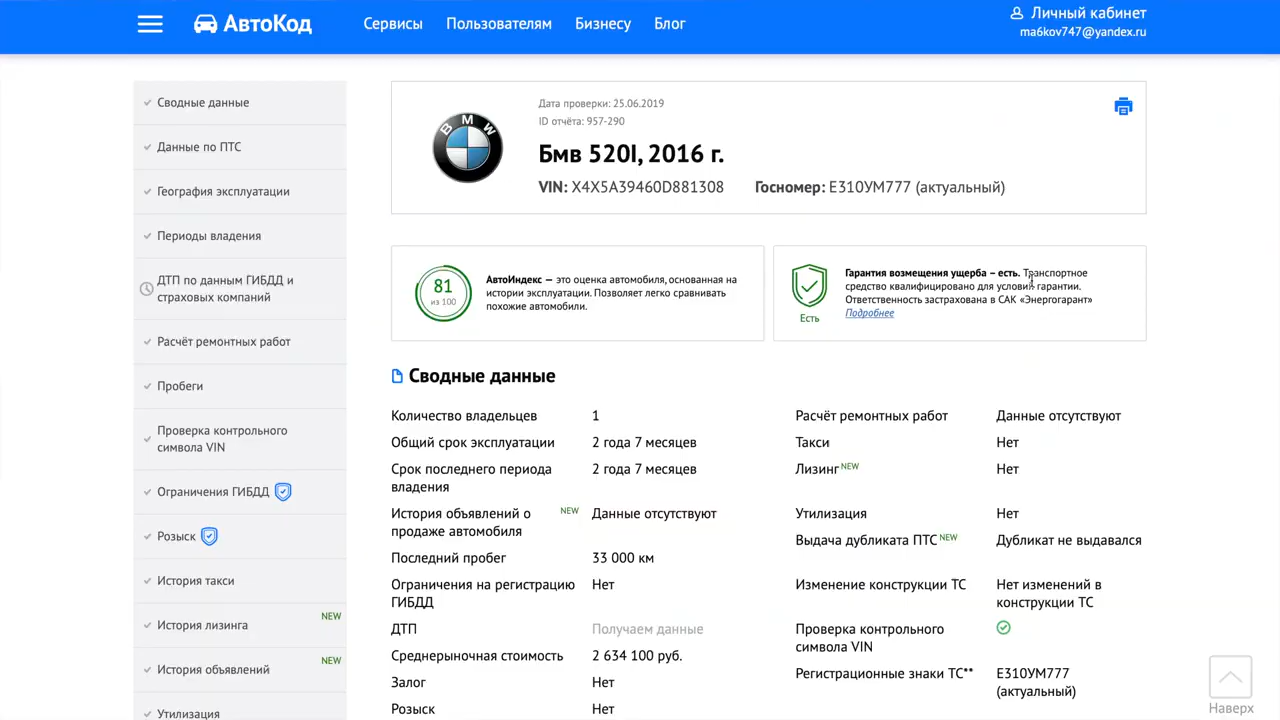 АвтоКод
Сервисы
Пользователям
Бизнесу
Блог
Личный кабинет
ma6kov747@yandex.ru
Сводные данные
Данные по ПТС
География эксплуатации
Периоды владения
ДТП по данным ГИБДД и
страховых компаний
Расчёт ремонтных работ
Пробеги
Проверка контрольного
символа VIN
Ограничения ГИБДД
Розыск
История такси
История лизинга
NEW
История объявлений
NEW
Утилизация
BMW
Дата проверки: 25.06.2019
ID отчёта: 957-290
Бмв 520I, 2016 г.
VIN: X4X5A39460D881308
Госномер: Е310УМ777 (актуальный)
81
из 100
АвтоИндекс — это оценка автомобиля, основанная на
истории эксплуатации. Позволяет легко сравнивать
похожие автомобили.
Есть
Гарантия возмещения ущерба – есть. Транспортное
средство квалифицировано для условий гарантии.
Ответственность застрахована в САК «Энергогарант»
Подробнее
Сводные данные
Количество владельцев 1
Общий срок эксплуатации 2 года 7 месяцев
Срок последнего периода 2 года 7 месяцев
владения
История объявлений о NEW Данные отсутствуют
продаже автомобиля
Последний пробег 33 000 км
Ограничения на регистрацию Нет
ГИБДД
ДТП Получаем данные
Среднерыночная стоимость 2 634 100 руб.
Залог Нет
Розыск Нет
Расчёт ремонтных работ Данные отсутствуют
Такси Нет
Лизинг NEW Нет
Утилизация Нет
Выдача дубликата ПТС NEW Дубликат не выдавался
Изменение конструкции ТС Нет изменений в
конструкции ТС
Проверка контрольного
символа VIN
Регистрационные знаки ТС** Е310УМ777
(актуальный)
Наверх